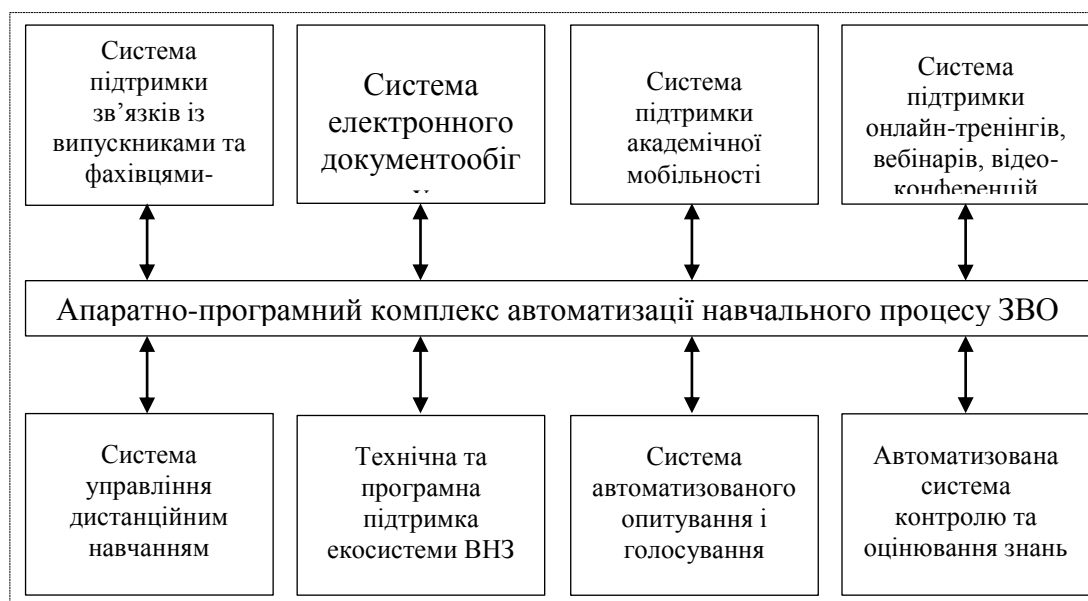 Система
підтримки
зв’язків із
випускниками та
фахівцями-
Система
електронного
документообіг
Система
підтримки
академічної
мобільності
Система
підтримки
онлайн-тренінгів,
вебінарів, відео-
конференцій
Апаратно-програмний комплекс автоматизації навчального процесу ЗВО
Система
управління
дистанційним
навчанням
Технічна та
програмна
підтримка
екосистеми ВНЗ
Система
автоматизованого
опитування і
голосування
Автоматизована
система
контролю та
оцінювання знань